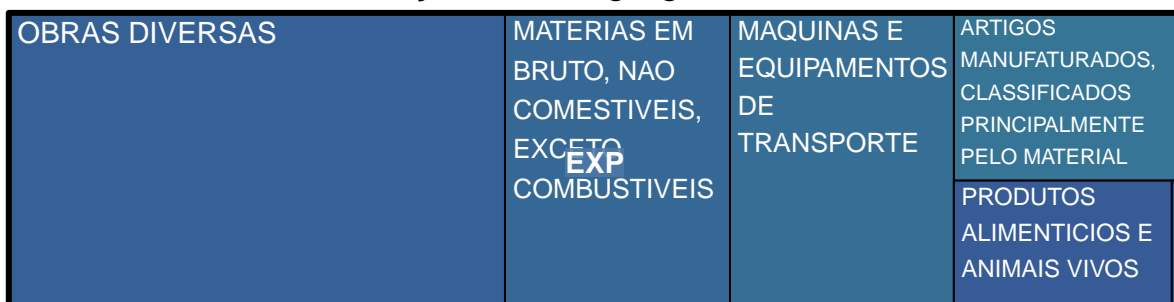 OBRAS DIVERSAS
MATERIAS EM
BRUTO, NAO
COMESTIVEIS,
EXCETO
COMBUSTIVEIS
EXP
MAQUINAS E
EQUIPAMENTOS
DE
TRANSPORTE
ARTIGOS
MANUFATURADOS,
CLASSIFICADOS
PRINCIPALMENTE
PELO MATERIAL
PRODUTOS
ALIMENTICIOS E
ANIMAIS VIVOS